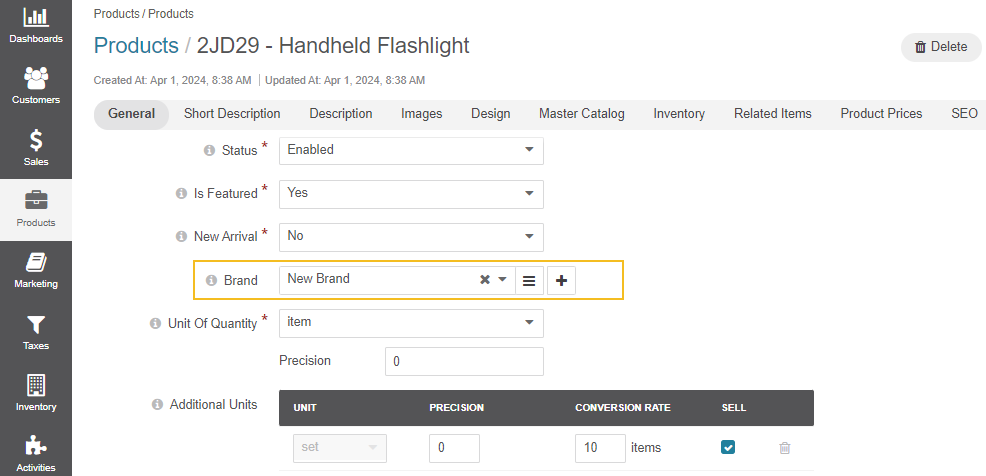 Products / Products
Products / 2JD29 - Handheld Flashlight
Delete
Created At: Apr 1, 2024, 8:38 AM | Updated At: Apr 1, 2024, 8:38 AM
Dashboards
Customers
Sales
Products
Marketing
Taxes
Inventory
Activities
General Short Description Description Images Design Master Catalog Inventory Related Items Product Prices SEO
Status * Enabled
Is Featured * Yes
New Arrival * No
Brand New Brand
Unit Of Quantity * item
Precision 0
Additional Units
UNIT PRECISION CONVERSION RATE SELL
set 0 10 items